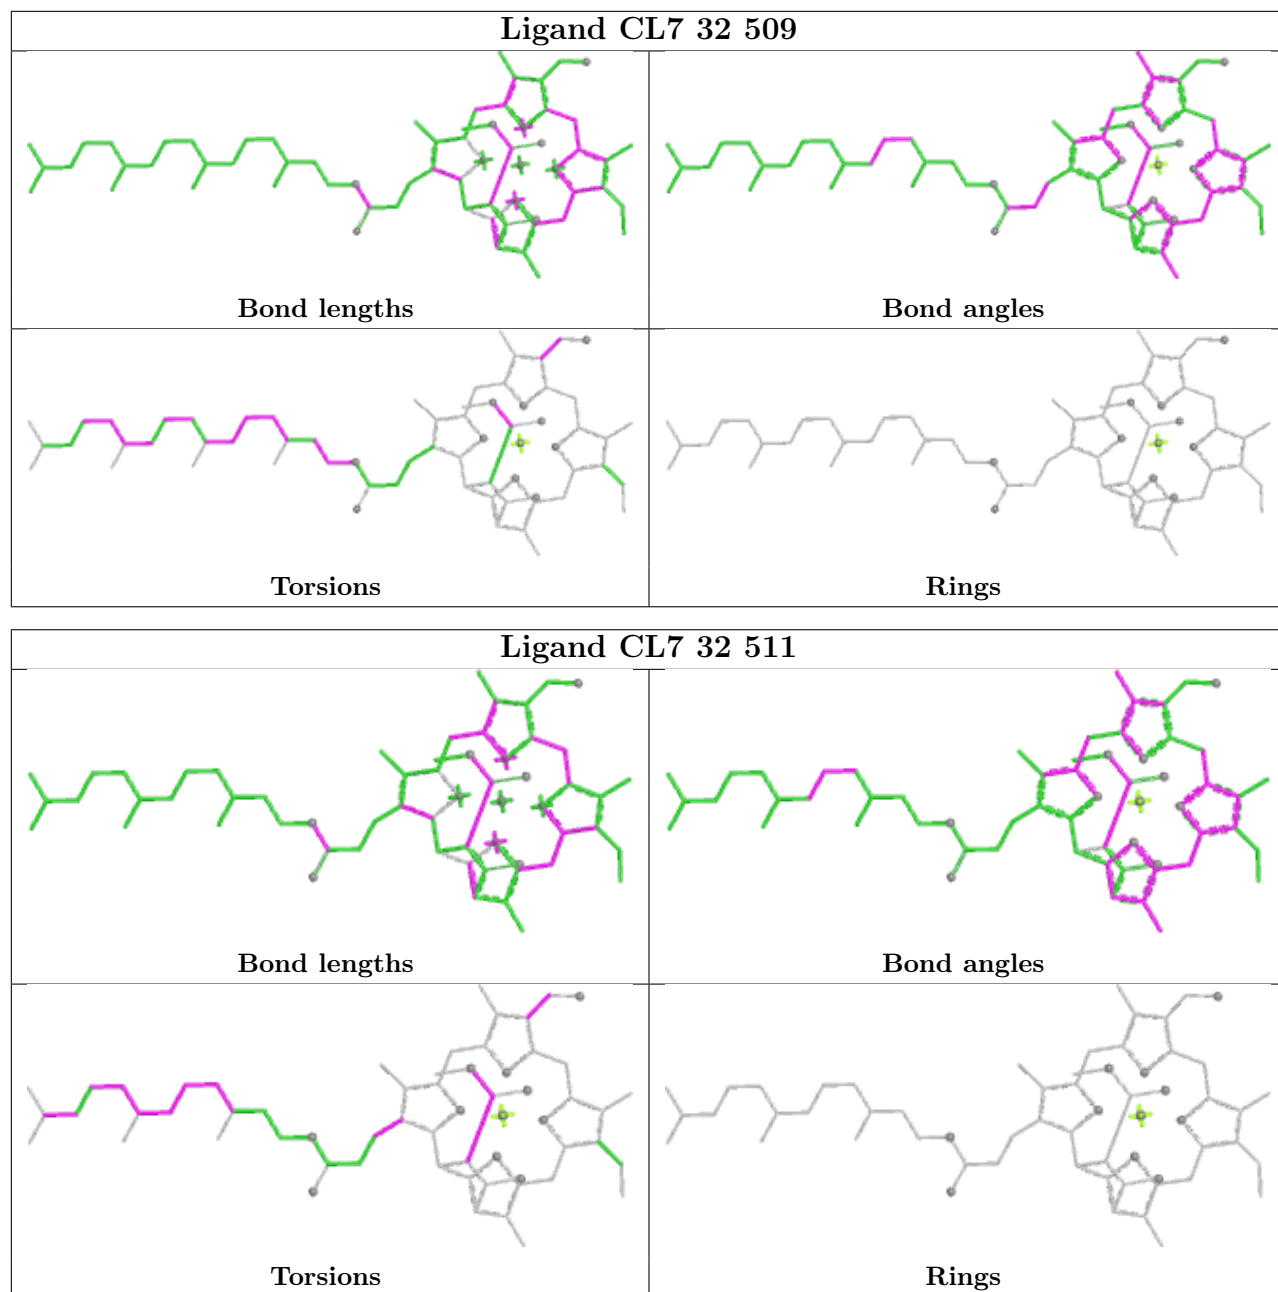 Ligand CL7 32 509
Bond lengths
Bond angles
Torsions
Rings
Ligand CL7 32 511
Bond lengths
Bond angles
Torsions
Rings